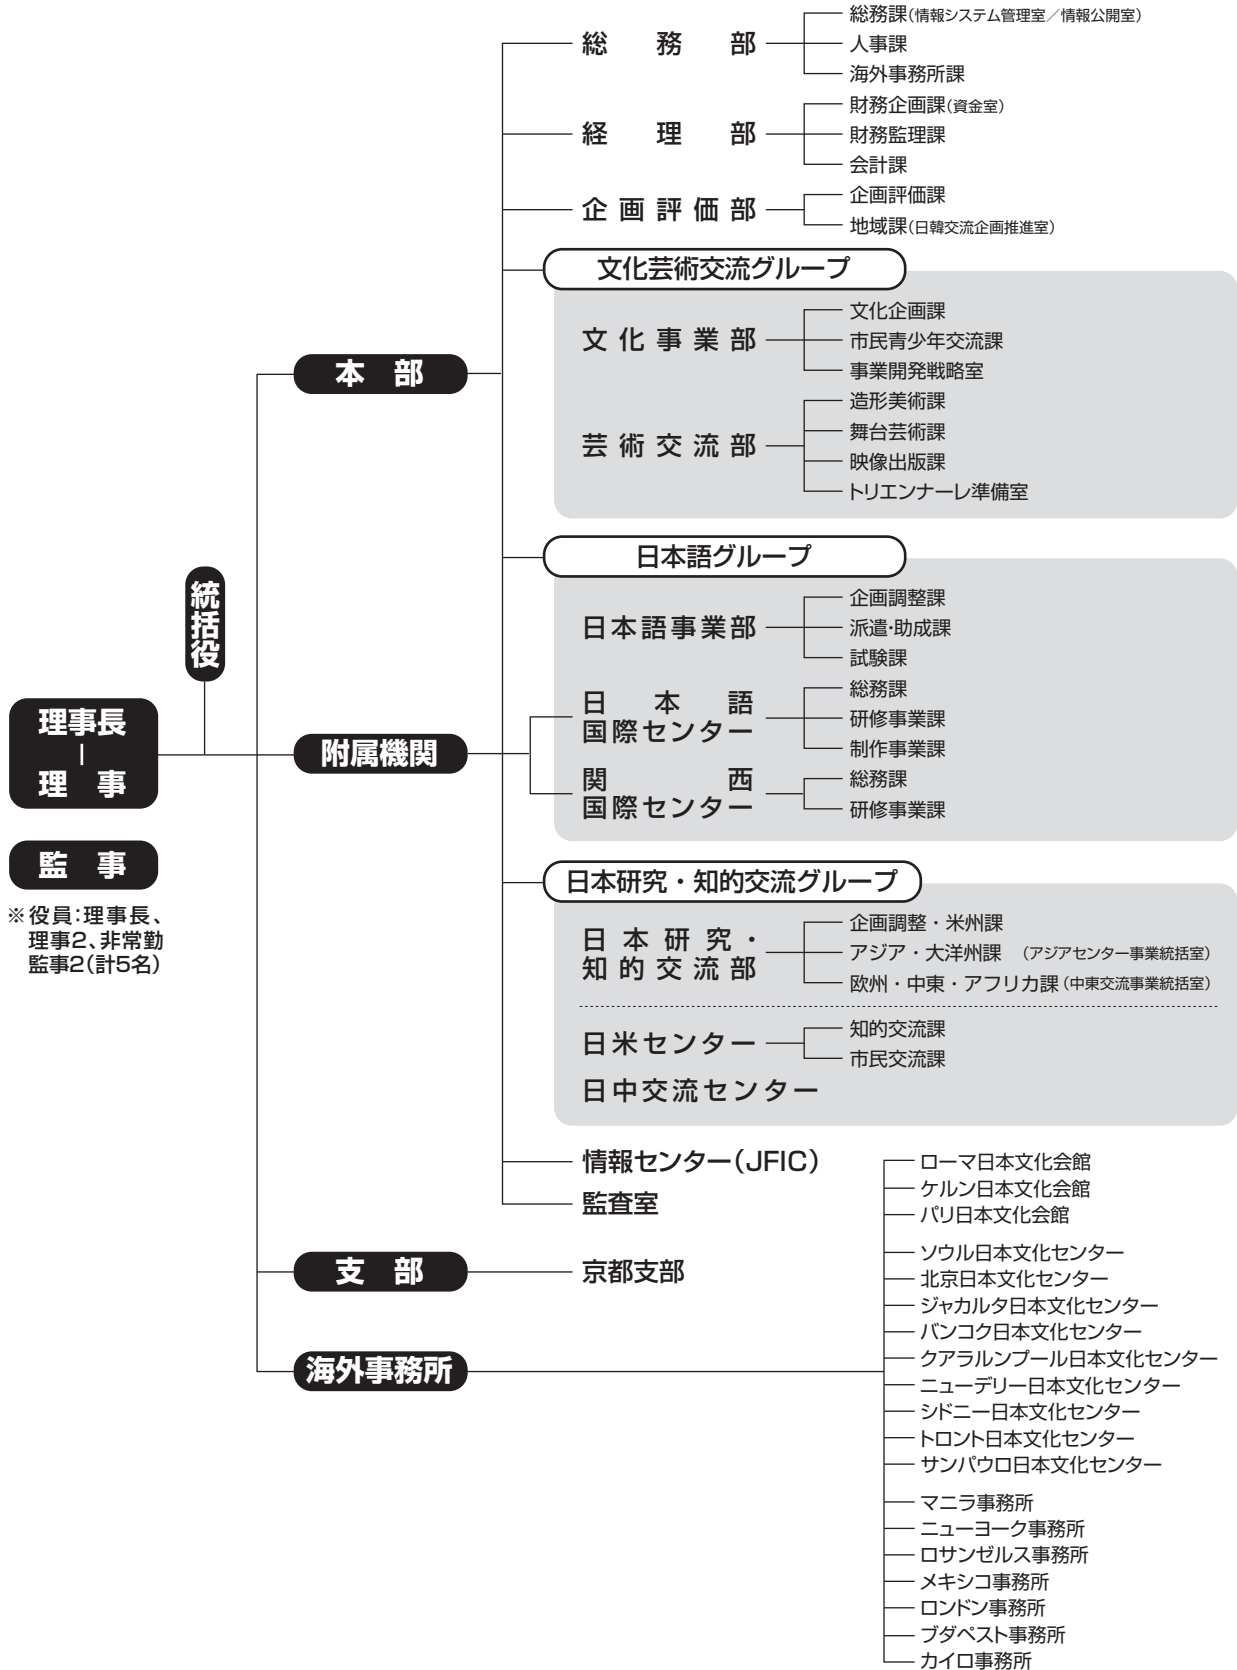 総務部
総務課(情報システム管理室／情報公開室)
人事課
海外事務所課
経理部
財務企画課(資金室)
財務監理課
会計課
企画評価部
企画評価課
地域課(日韓交流企画推進室)
文化芸術交流グループ
文化事業部
文化企画課
市民青少年交流課
事業開発戦略室
本部
芸術交流部
造形美術課
舞台芸術課
映像出版課
トリエンナーレ準備室
日本語グループ
統括役
日本語事業部
企画調整課
派遣・助成課
試験課
理事長
理事
附属機関
日本語
国際センター
総務課
研修事業課
制作事業課
関西
国際センター
総務課
研修事業課
監事
※役員：理事長、
理事2、非常勤
監事2(計5名)
日本研究・知的交流グループ
日本研究・
知的交流部
企画調整・米州課
アジア・大洋州課 (アジアセンター事業統括室)
欧州・中東・アフリカ課(中東交流事業統括室)
日米センター
知的交流課
市民交流課
日中交流センター
情報センター(JFIC)
監査室
支部
京都支部
海外事務所
ローマ日本文化会館
ケルン日本文化会館
パリ日本文化会館
ソウル日本文化センター
北京日本文化センター
ジャカルタ日本文化センター
バンコク日本文化センター
クアラルンプール日本文化センター
ニューデリー日本文化センター
シドニー日本文化センター
トロント日本文化センター
サンパウロ日本文化センター
マニラ事務所
ニューヨーク事務所
ロサンゼルス事務所
メキシコ事務所
ロンドン事務所
ブダペスト事務所
カイロ事務所